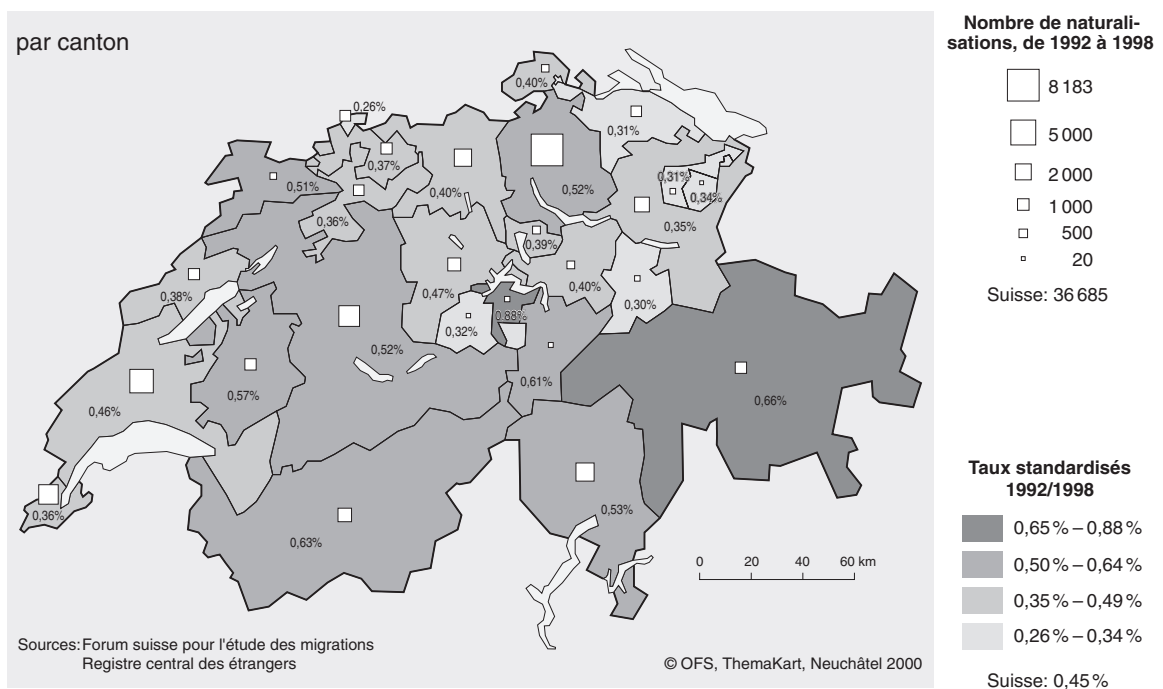 par canton
0,40%
0,26%
0,31%
0,37%
0,51%
0,40%
0,52%
0,31%
0,34%
0,36%
0,35%
0,39%
0,38%
0,47%
0,40%
0,30%
0,88%
0,32%
0,52%
0,61%
0,57%
0,66%
0,46%
0,36%
0,53%
0,63%
0 20 40 60 km
Sources: Forum suisse pour l'étude des migrations
Registre central des étrangers
© OFS, ThemaKart, Neuchâtel 2000
Nombre de naturali-
sations, de 1992 à 1998
8 183
5 000
2 000
1 000
500
20
Suisse: 36 685
Taux standardisés
1992/1998
0,65 % – 0,88 %
0,50 % – 0,64 %
0,35 % – 0,49 %
0,26 % – 0,34 %
Suisse: 0,45 %